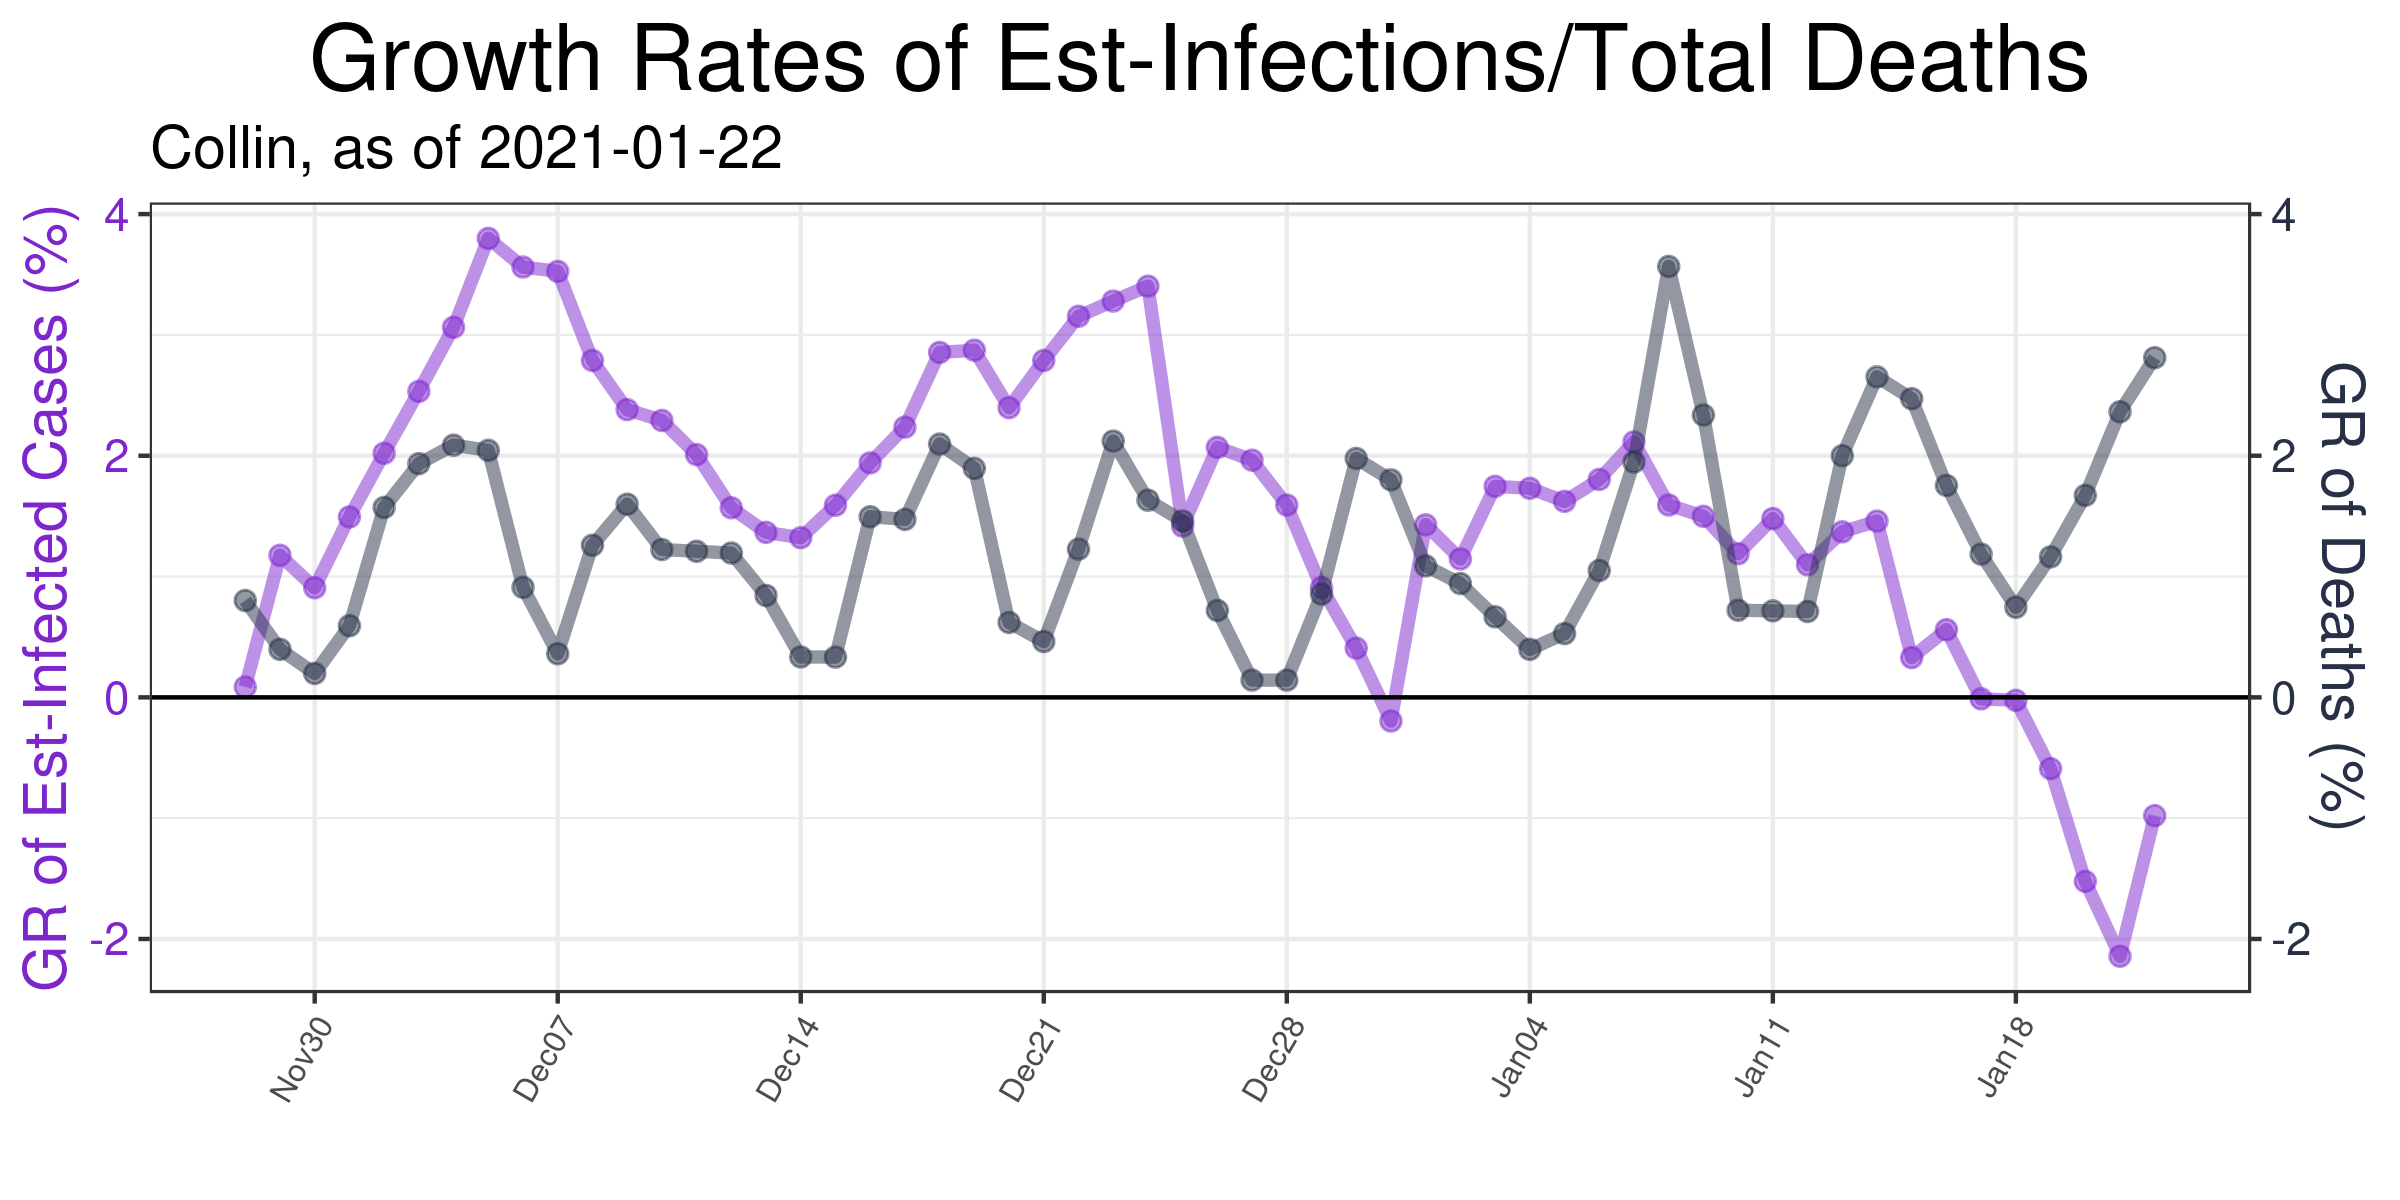 Growth Rates of Est-Infections/Total Deaths
Collin, as of 2021-01-22
GR of Est-Infected Cases (%)
4
2
0
-2
4
2
0
-2
GR of Deaths (%)
Nov30
Dec07
Dec14
Dec21
Dec28
Jan04
Jan11
Jan18